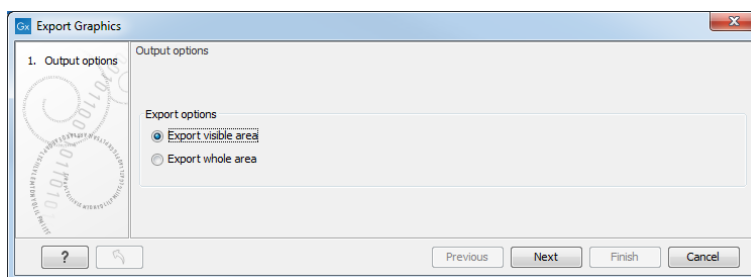 Gx Export Graphics
X
1. Output options
Output options
Export options
Export visible area
Export whole area
?
Previous
Next
Finish
Cancel